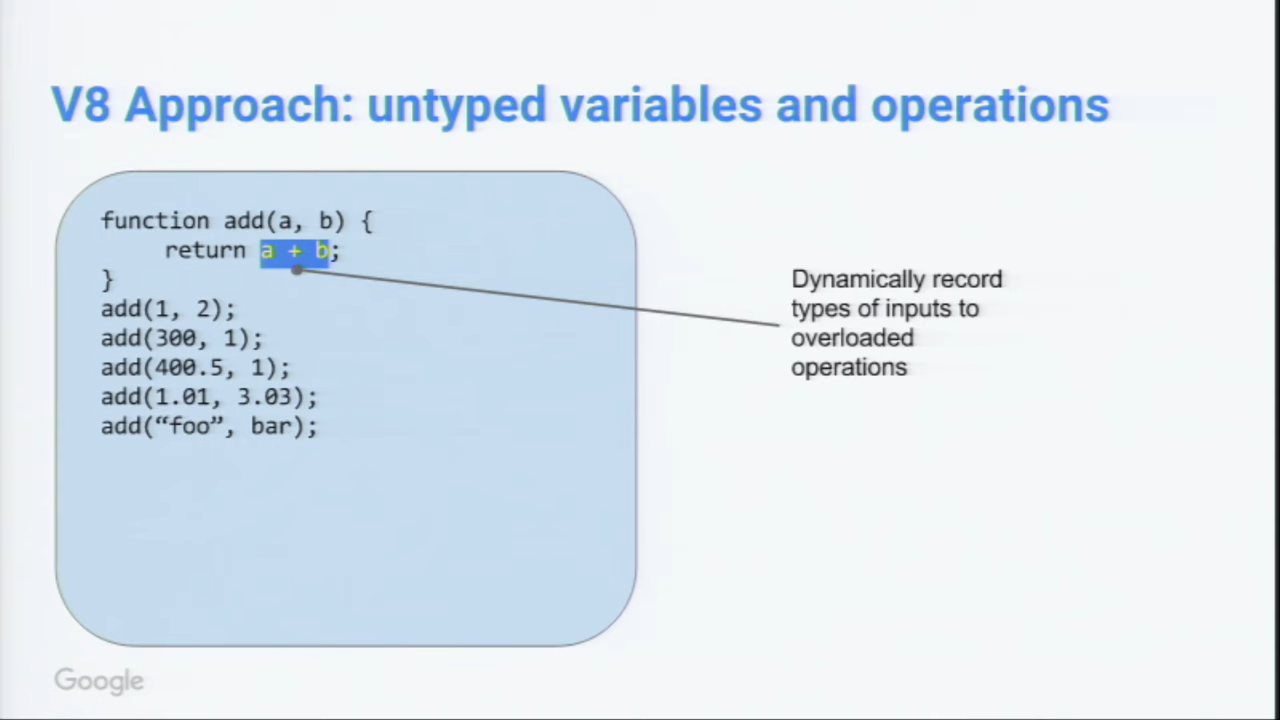 V8 Approach: untyped variables and operations
function add(a, b) {
return a + b;
}
add(1, 2);
add(300, 1);
add(400.5, 1);
add(1.01, 3.03);
add(“foo”, bar);
Dynamically record
types of inputs to
overloaded
operations
Google